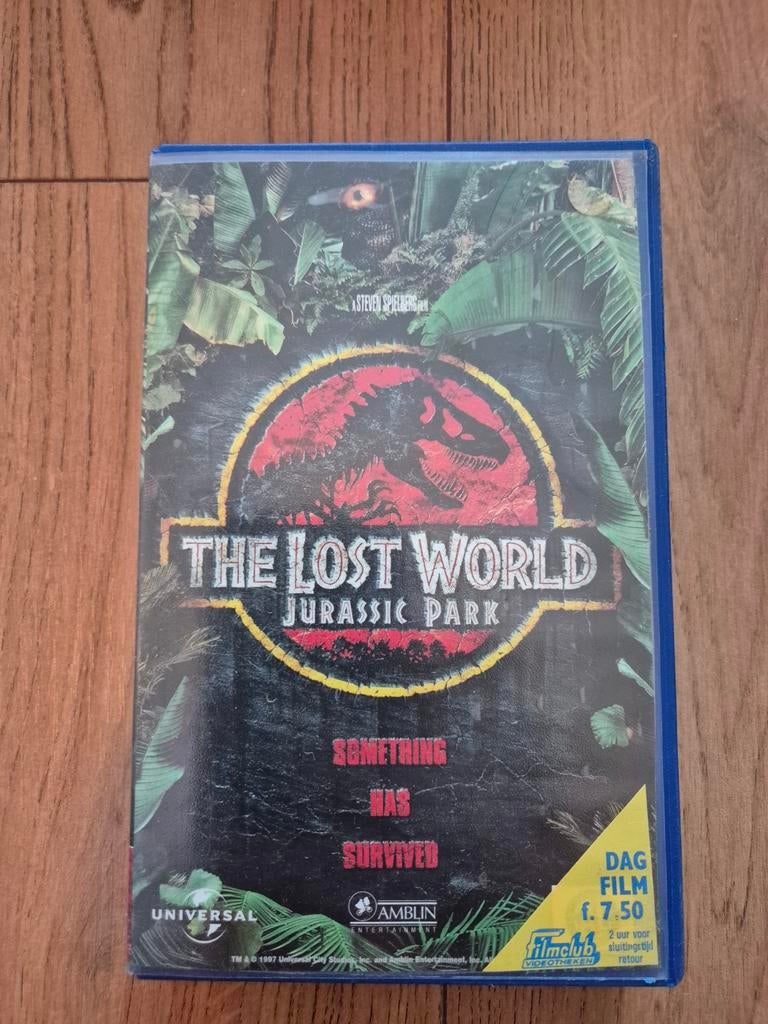 A STEVEN SPIELBERG FILM
THE LOST WORLD
JURASSIC PARK
SOMETHING
HAS
SURVIVED
UNIVERSAL
AMBLIN
ENTERTAINMENT
TM & © 1997 Universal City Studios, Inc. and Amblin Entertainment, Inc.
DAG
FILM
f. 7.50
2 uur voor
sluitingstijd
retour
filmclub
VIDEOTHEKEN